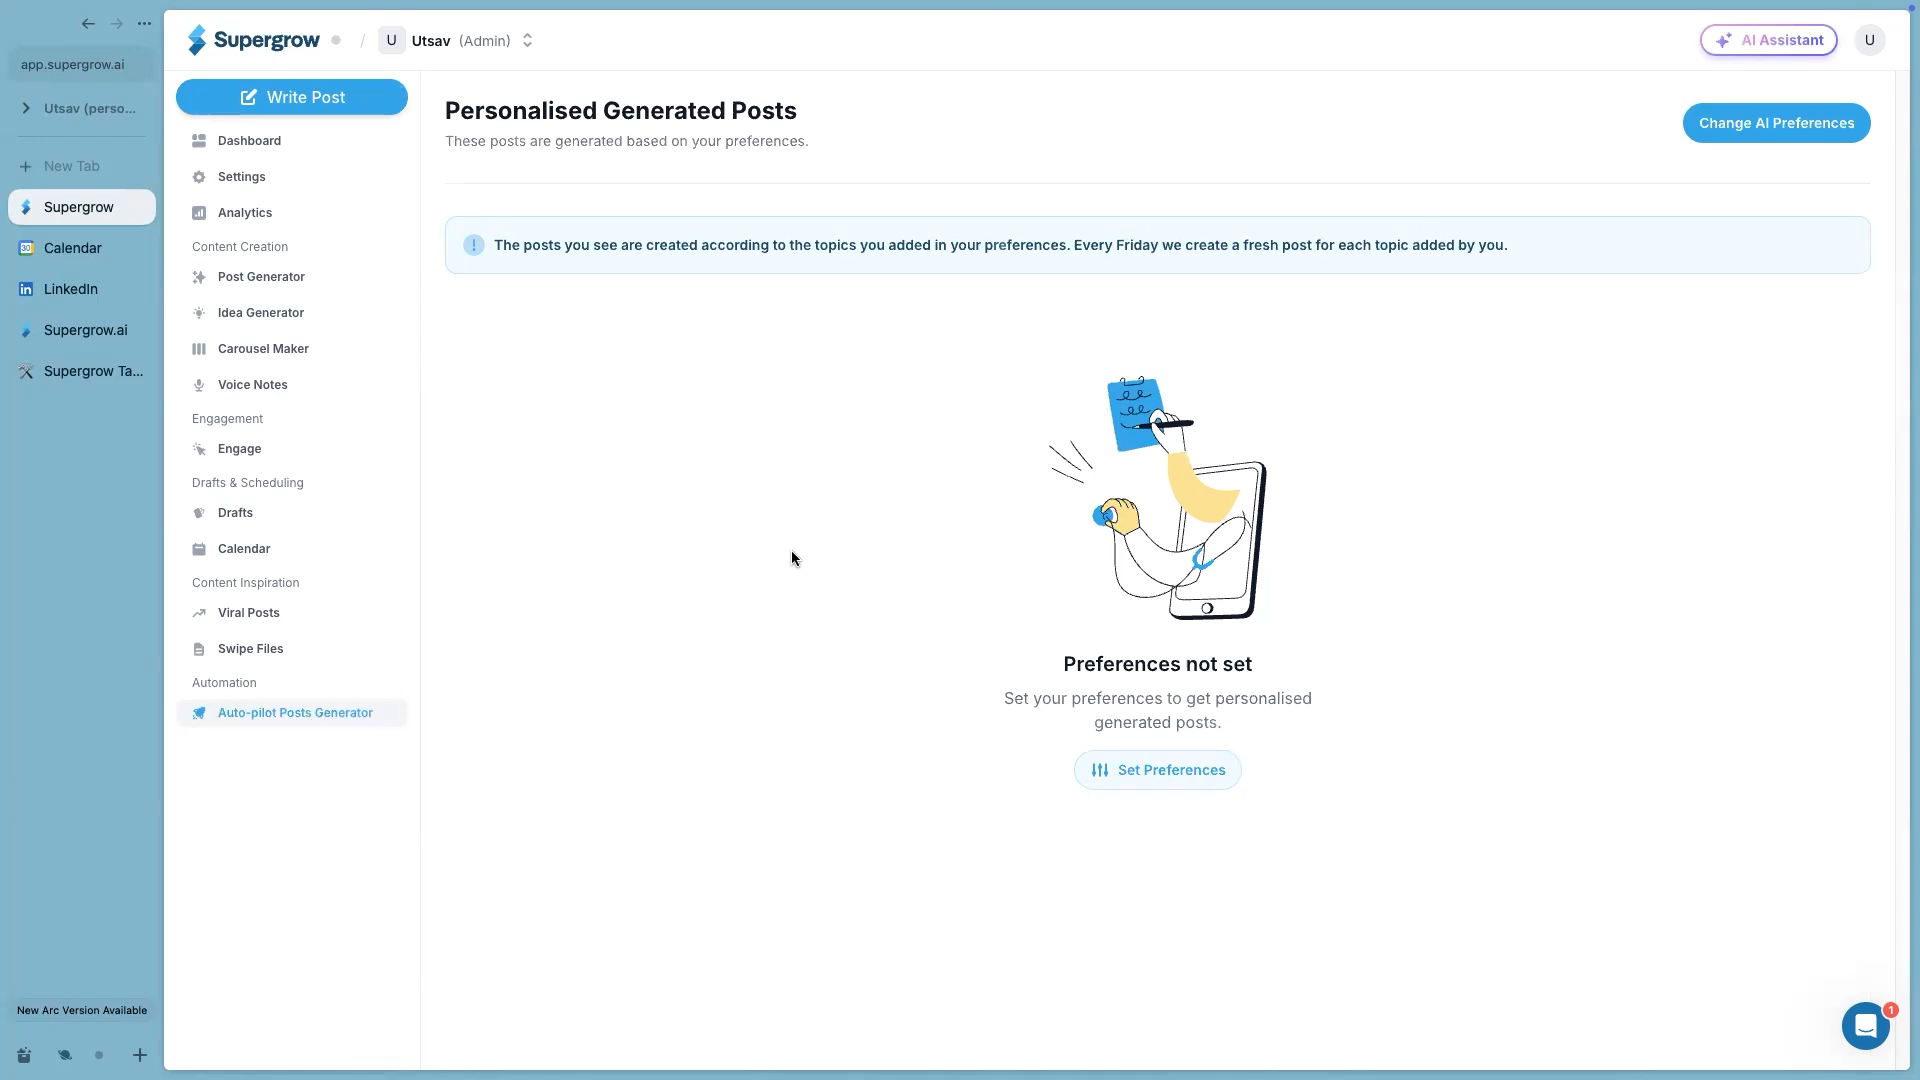 app.supergrow.ai
Utsav (perso...
New Tab
Supergrow
Calendar
LinkedIn
Supergrow.ai
Supergrow Ta...
New Arc Version Available
Supergrow / U Utsav (Admin)
AI Assistant
U
Write Post
Dashboard
Settings
Analytics
Content Creation
Post Generator
Idea Generator
Carousel Maker
Voice Notes
Engagement
Engage
Drafts & Scheduling
Drafts
Calendar
Content Inspiration
Viral Posts
Swipe Files
Automation
Auto-pilot Posts Generator
Personalised Generated Posts
These posts are generated based on your preferences.
Change AI Preferences
The posts you see are created according to the topics you added in your preferences. Every Friday we create a fresh post for each topic added by you.
Preferences not set
Set your preferences to get personalised
generated posts.
Set Preferences
1